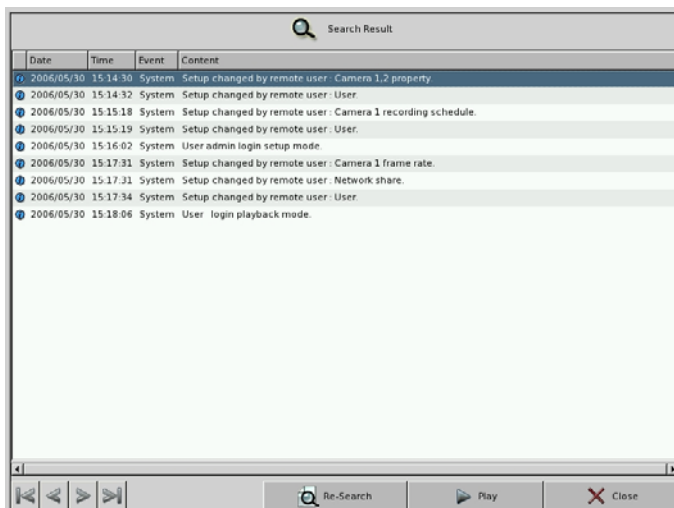 Search Result
Date Time Event Content
2006/05/30 15:14:30 System Setup changed by remote user : Camera 1,2 property.
2006/05/30 15:14:32 System Setup changed by remote user : User.
2006/05/30 15:15:18 System Setup changed by remote user : Camera 1 recording schedule.
2006/05/30 15:15:19 System Setup changed by remote user : User.
2006/05/30 15:16:02 System User admin login setup mode.
2006/05/30 15:17:31 System Setup changed by remote user : Camera 1 frame rate.
2006/05/30 15:17:31 System Setup changed by remote user : Network share.
2006/05/30 15:17:34 System Setup changed by remote user : User.
2006/05/30 15:18:06 System User login playback mode.
Re-Search Play Close